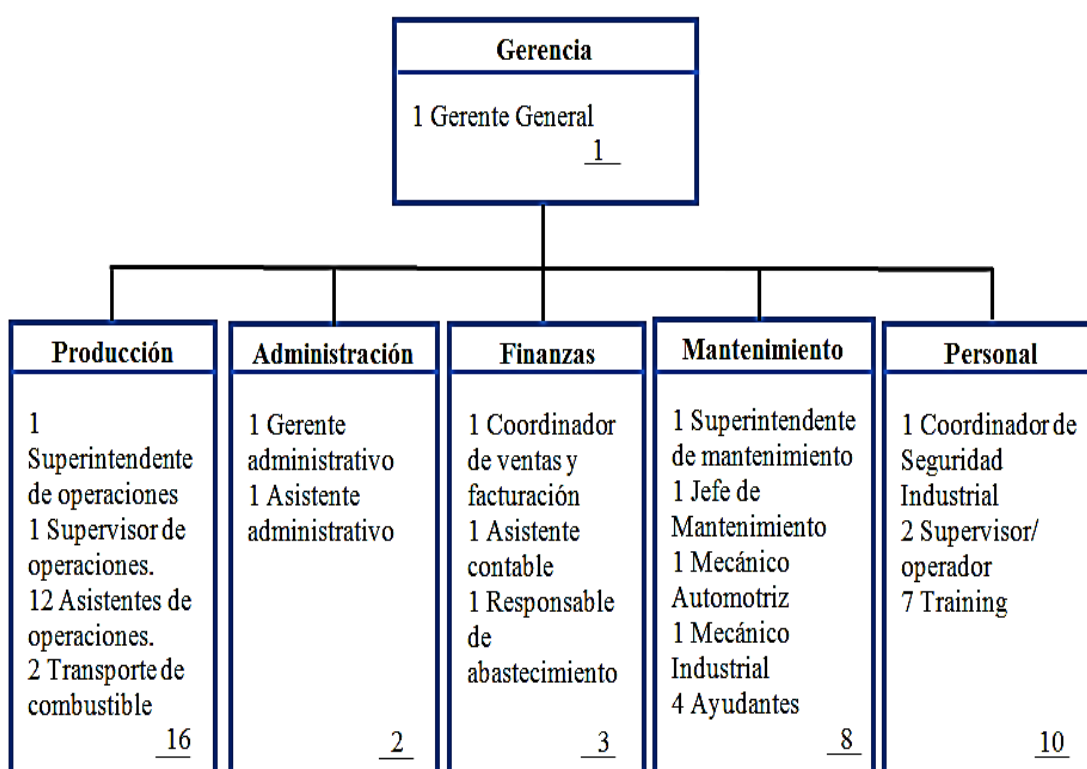 Gerencia
1 Gerente General
1
Producción
1
Superintendente
de operaciones
1 Supervisor de
operaciones.
12 Asistentes de
operaciones.
2 Transporte de
combustible
16
Administración
1 Gerente
administrativo
1 Asistente
administrativo
2
Finanzas
1 Coordinador
de ventas y
facturación
1 Asistente
contable
1 Responsable
de
abastecimiento
3
Mantenimiento
1 Superintendente
de mantenimiento
1 Jefe de
Mantenimiento
1 Mecánico
Automotriz
1 Mecánico
Industrial
4 Ayudantes
8
Personal
1 Coordinador de
Seguridad
Industrial
2 Supervisor/
operador
7 Training
10